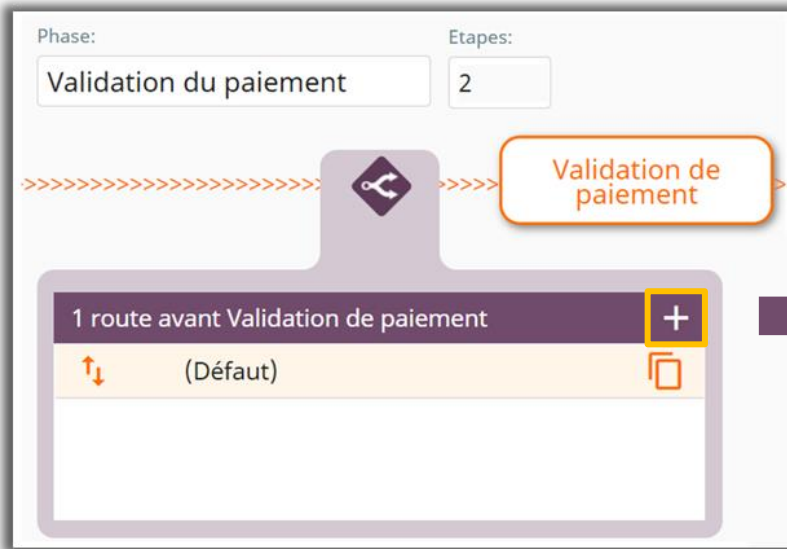 Phase:
Etapes:
Validation du paiement
2
>>>>>>>>>>>>>>>>>>>>>>>
>>>>>
Validation de
paiement
1 route avant Validation de paiement
+
(Défaut)